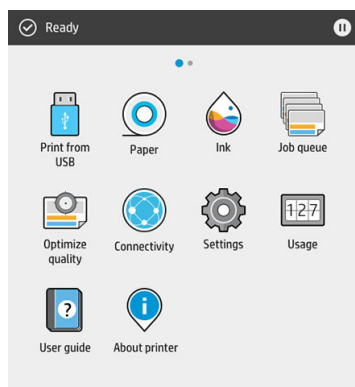 Ready
Print from
USB
Paper
Ink
Job queue
Optimize
quality
Connectivity
Settings
127
Usage
?
User guide
i
About printer